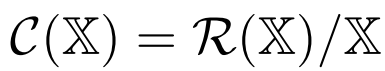 𝒞(𝕏) = ℛ(𝕏)/𝕏